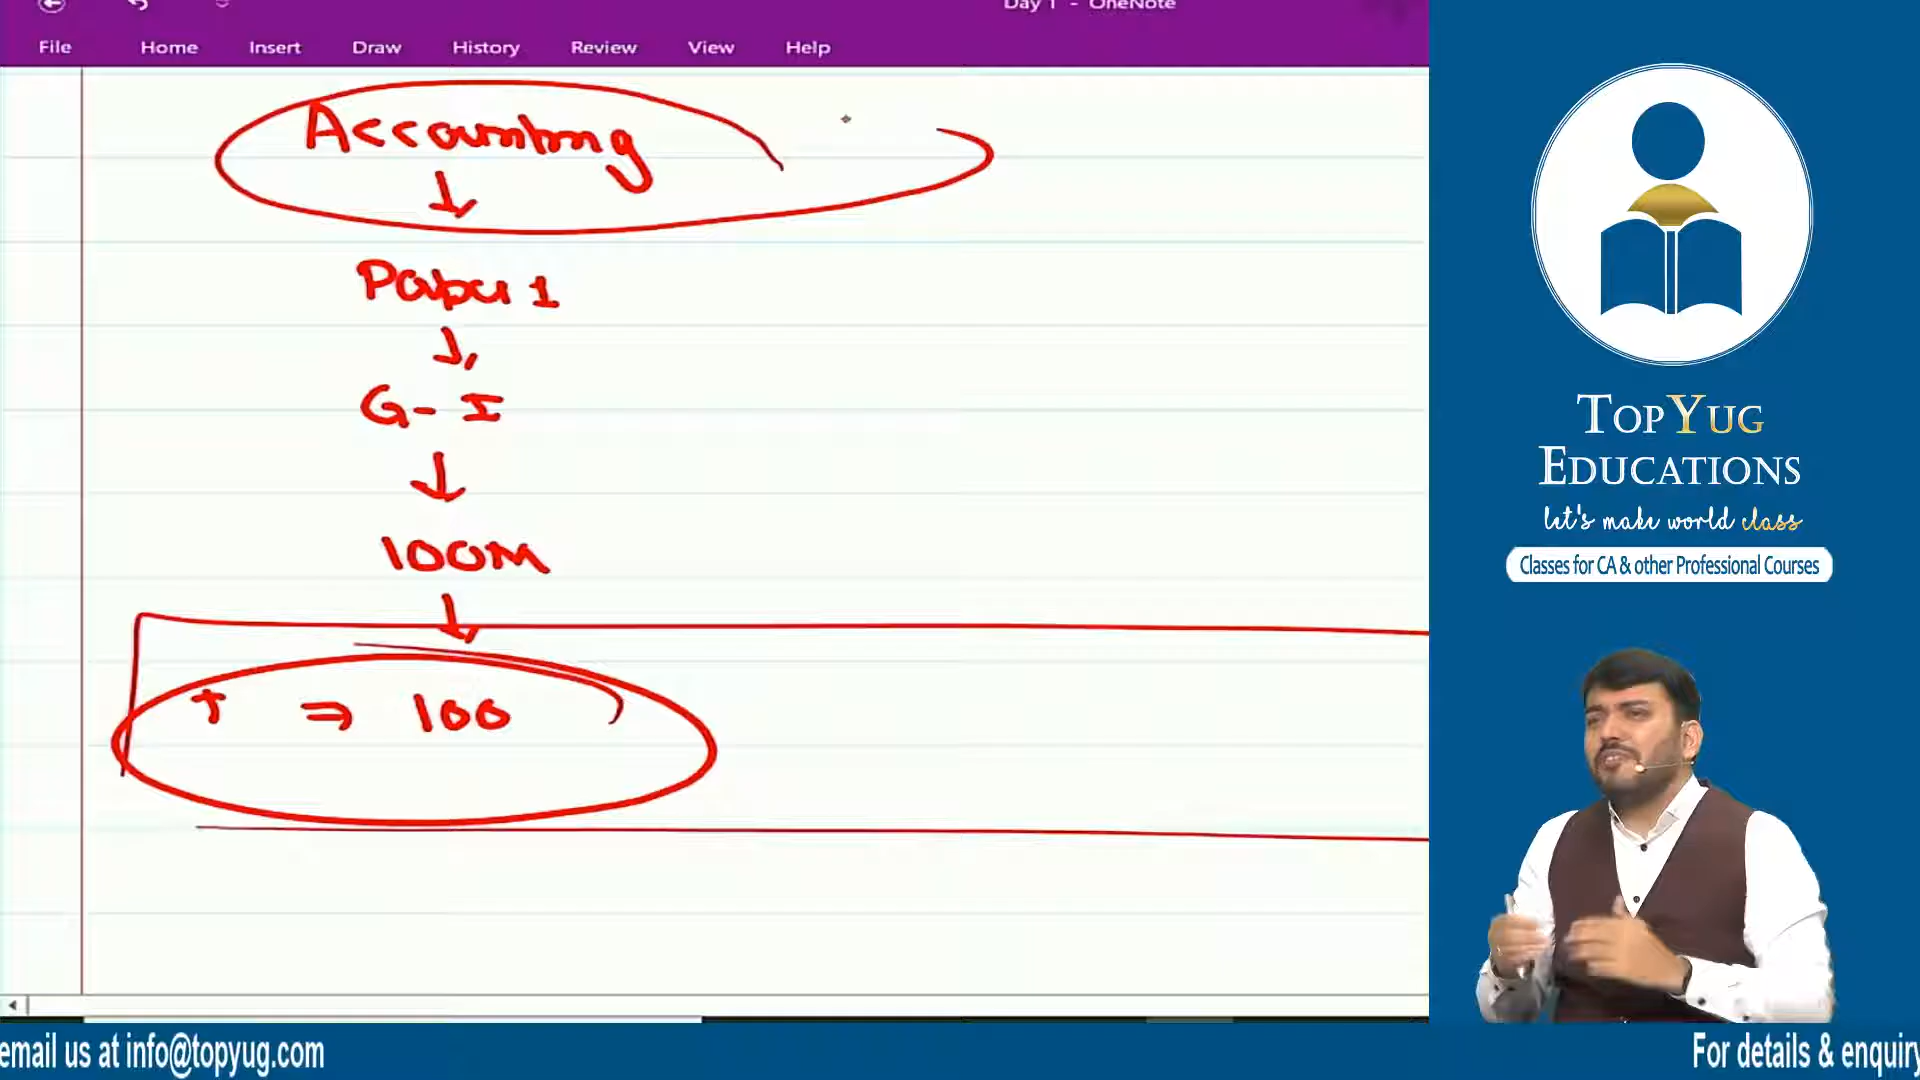 Day 1 - OneNote
File Home Insert Draw History Review View Help
Accounting
Paper 1
G- I
100M
T ⇒ 100
TOPYUG
EDUCATIONS
let's make world class
Classes for CA & other Professional Courses
email us at info@topyug.com
For details & enquiry